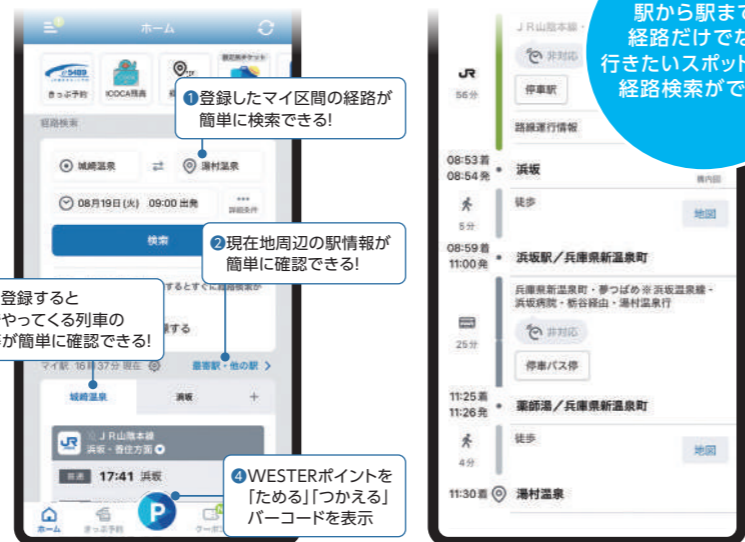 ホーム
e5489
きっぷ予約
ICOCA残高
❶登録したマイ区間の経路が
簡単に検索できる!
経路検索
城崎温泉
湯村温泉
08月19日(火) 09:00 出発
詳細条件
検索
❷現在地周辺の駅情報が
簡単に確認できる!
登録すると
やってくる列車の
が簡単に確認できる!
するとすぐに経路検索が
する
マイ駅 16時37分 現在
最寄駅・他の駅
城崎温泉
浜坂
+
JR
JR山陰本線
浜坂・香住方面
普通 17:41 浜坂
❹WESTERポイントを
「ためる」「つかえる」
バーコードを表示
P
ホーム
きっぷ予約
駅から駅まで
経路だけでな
行きたいスポット
経路検索がで
JR山陰本線・
非対応
JR
56分
停車駅
路線運行情報
08:53着
08:54発
浜坂
構内図
徒歩
5分
地図
08:59着
11:00発
浜坂駅/兵庫県新温泉町
兵庫県新温泉町・夢つばめ※浜坂温泉線・
浜坂病院・栃谷経由・湯村温泉行
非対応
25分
停車バス停
11:25着
11:26発
薬師湯/兵庫県新温泉町
徒歩
4分
地図
11:30着
湯村温泉